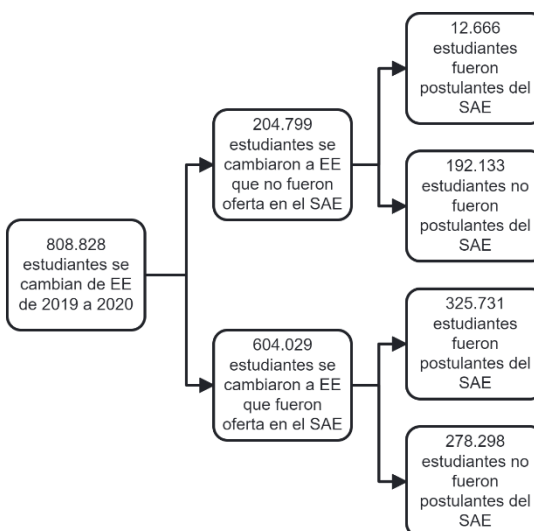 12.666
estudiantes
fueron
postulantes del
SAE
204.799
estudiantes se
cambiaron a EE
que no fueron
oferta en el SAE
192.133
estudiantes no
fueron
postulantes del
SAE
808.828
estudiantes se
cambian de EE
de 2019 a 2020
325.731
estudiantes
fueron
postulantes del
SAE
604.029
estudiantes se
cambiaron a EE
que fueron
oferta en el SAE
278.298
estudiantes no
fueron
postulantes del
SAE